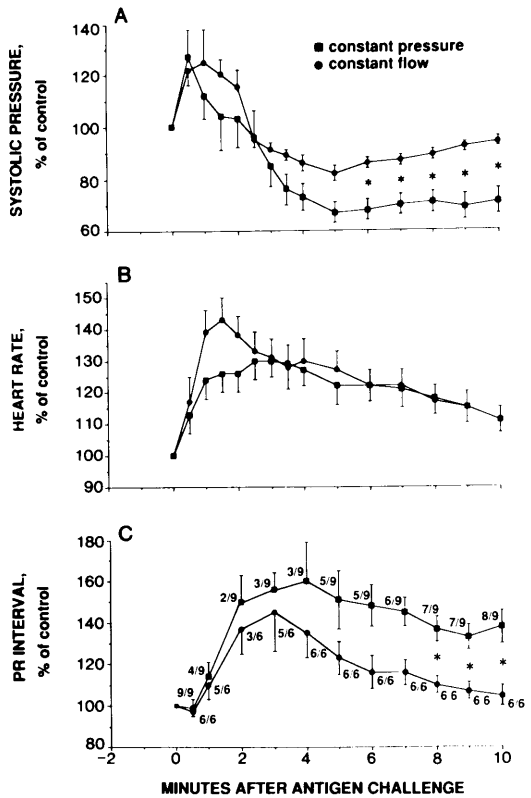 A
SYSTOLIC PRESSURE,
% of control
140
120
100
80
60
constant pressure
constant flow
* * * * *
B
HEART RATE,
% of control
150
140
130
120
110
100
90
C
PR INTERVAL,
% of control
180
160
140
120
100
80
9/9 4/9 2/9 3/9 3/9 5/9 5/9 6/9 7/9 7/9 8/9
6/6 5/6 3/6 5/6 6/6 6/6 6/6 6/6 6 6 6/6 6/6
* * *
-2 0 2 4 6 8 10
MINUTES AFTER ANTIGEN CHALLENGE